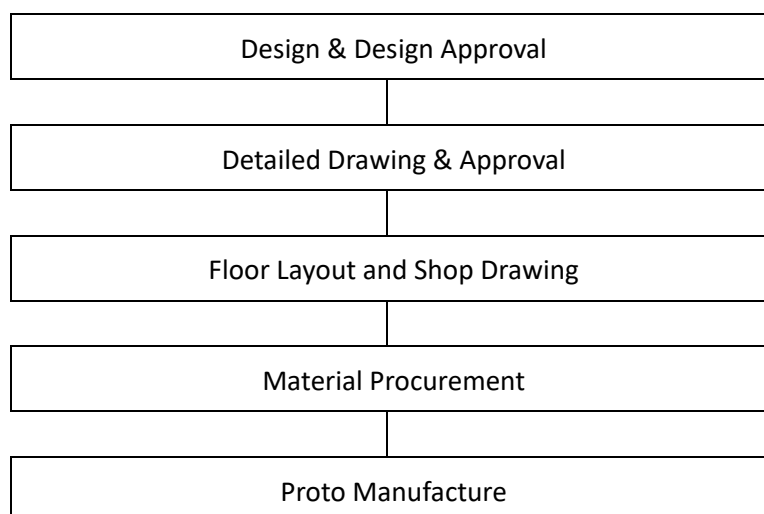 Design & Design Approval
Detailed Drawing & Approval
Floor Layout and Shop Drawing
Material Procurement
Proto Manufacture